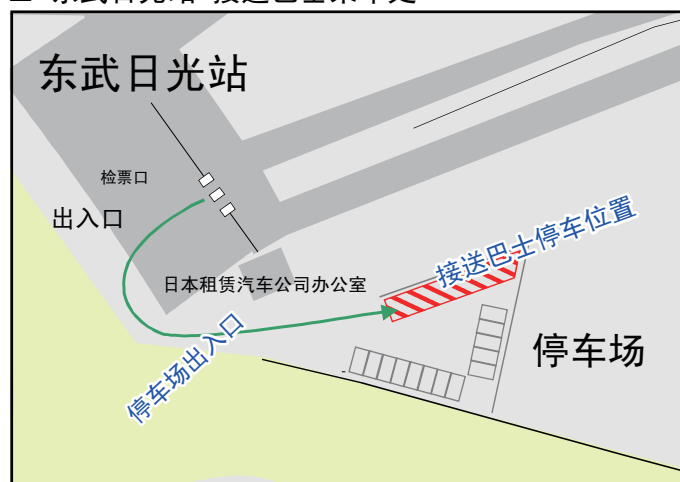 东武日光站
检票口
出入口
日本租赁汽车公司办公室
接送巴士停车位置
停车场出入口
停车场